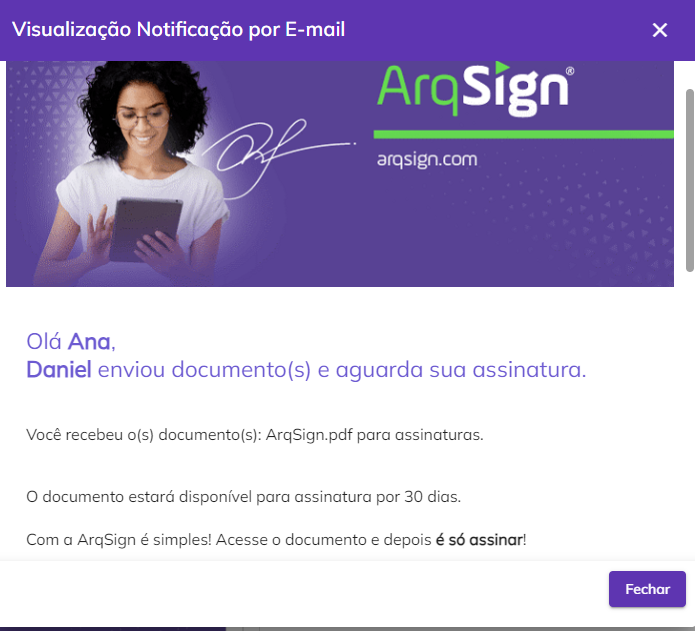 Visualização Notificação por E-mail
ArqSign®
arqsign.com
Olá Ana,
Daniel enviou documento(s) e aguarda sua assinatura.
Você recebeu o(s) documento(s): ArqSign.pdf para assinaturas.
O documento estará disponível para assinatura por 30 dias.
Com a ArqSign é simples! Acesse o documento e depois é só assinar!
Fechar